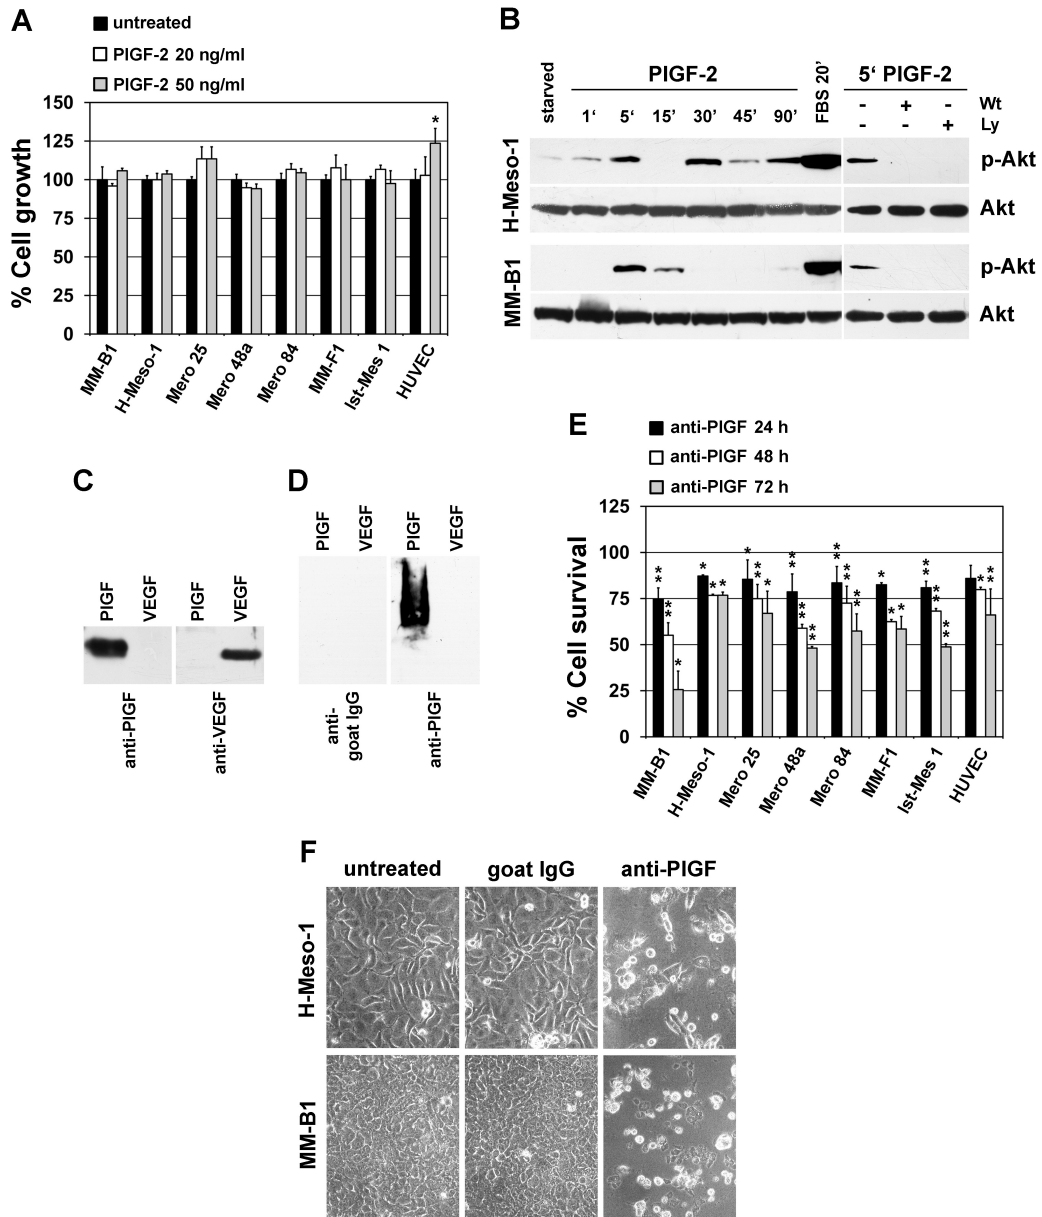 A
untreated
PlGF-2 20 ng/ml
PlGF-2 50 ng/ml
% Cell growth
150
125
100
75
50
25
0
*
MM-B1
H-Meso-1
Mero 25
Mero 48a
Mero 84
MM-F1
Ist-Mes 1
HUVEC
B
starved
PlGF-2
FBS 20'
5‘ PlGF-2
1‘ 5‘ 15’ 30’ 45’ 90’
- + - Wt
- - + Ly
H-Meso-1
p-Akt
Akt
MM-B1
p-Akt
Akt
C
PlGF
VEGF
PlGF
VEGF
anti-PlGF
anti-VEGF
D
PlGF
VEGF
PlGF
VEGF
anti-
goat IgG
anti-PlGF
E
anti-PlGF 24 h
anti-PlGF 48 h
anti-PlGF 72 h
% Cell survival
125
100
75
50
25
0
** ** *
* * *
* ** *
** ** **
** ** **
* * *
** ** **
* **
MM-B1
H-Meso-1
Mero 25
Mero 48a
Mero 84
MM-F1
Ist-Mes 1
HUVEC
F
untreated goat IgG anti-PlGF
H-Meso-1
MM-B1